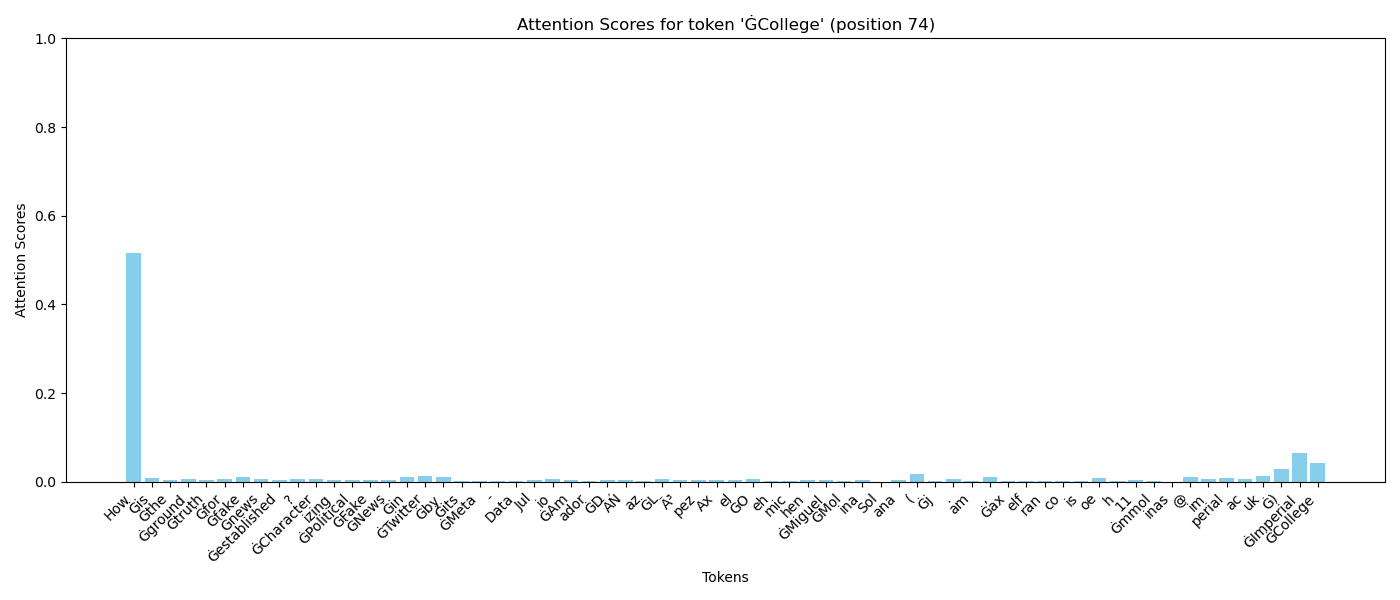 Attention Scores for token 'ĠCollege' (position 74)
Attention Scores
1.0
0.8
0.6
0.4
0.2
0.0
How
Ġis
Ġthe
Ġground
Ġtruth
Ġfor
Ġfake
Ġnews
Ġestablished
?
ĠCharacter
izing
ĠPolitical
ĠFake
ĠNews
Ġin
ĠTwitter
Ġby
Ġits
ĠMeta
-
Data
Jul
io
ĠAm
ador
ĠD
az
ĠL
pez
Ax
el
ĠO
eh
mic
hen
ĠMiguel
ĠMol
ina
Sol
ana
(
Ġj
ran
co
is
oe
h
11
Ġmmol
inas
@
im
perial
ac
uk
Ġ)
ĠImperial
ĠCollege
Tokens